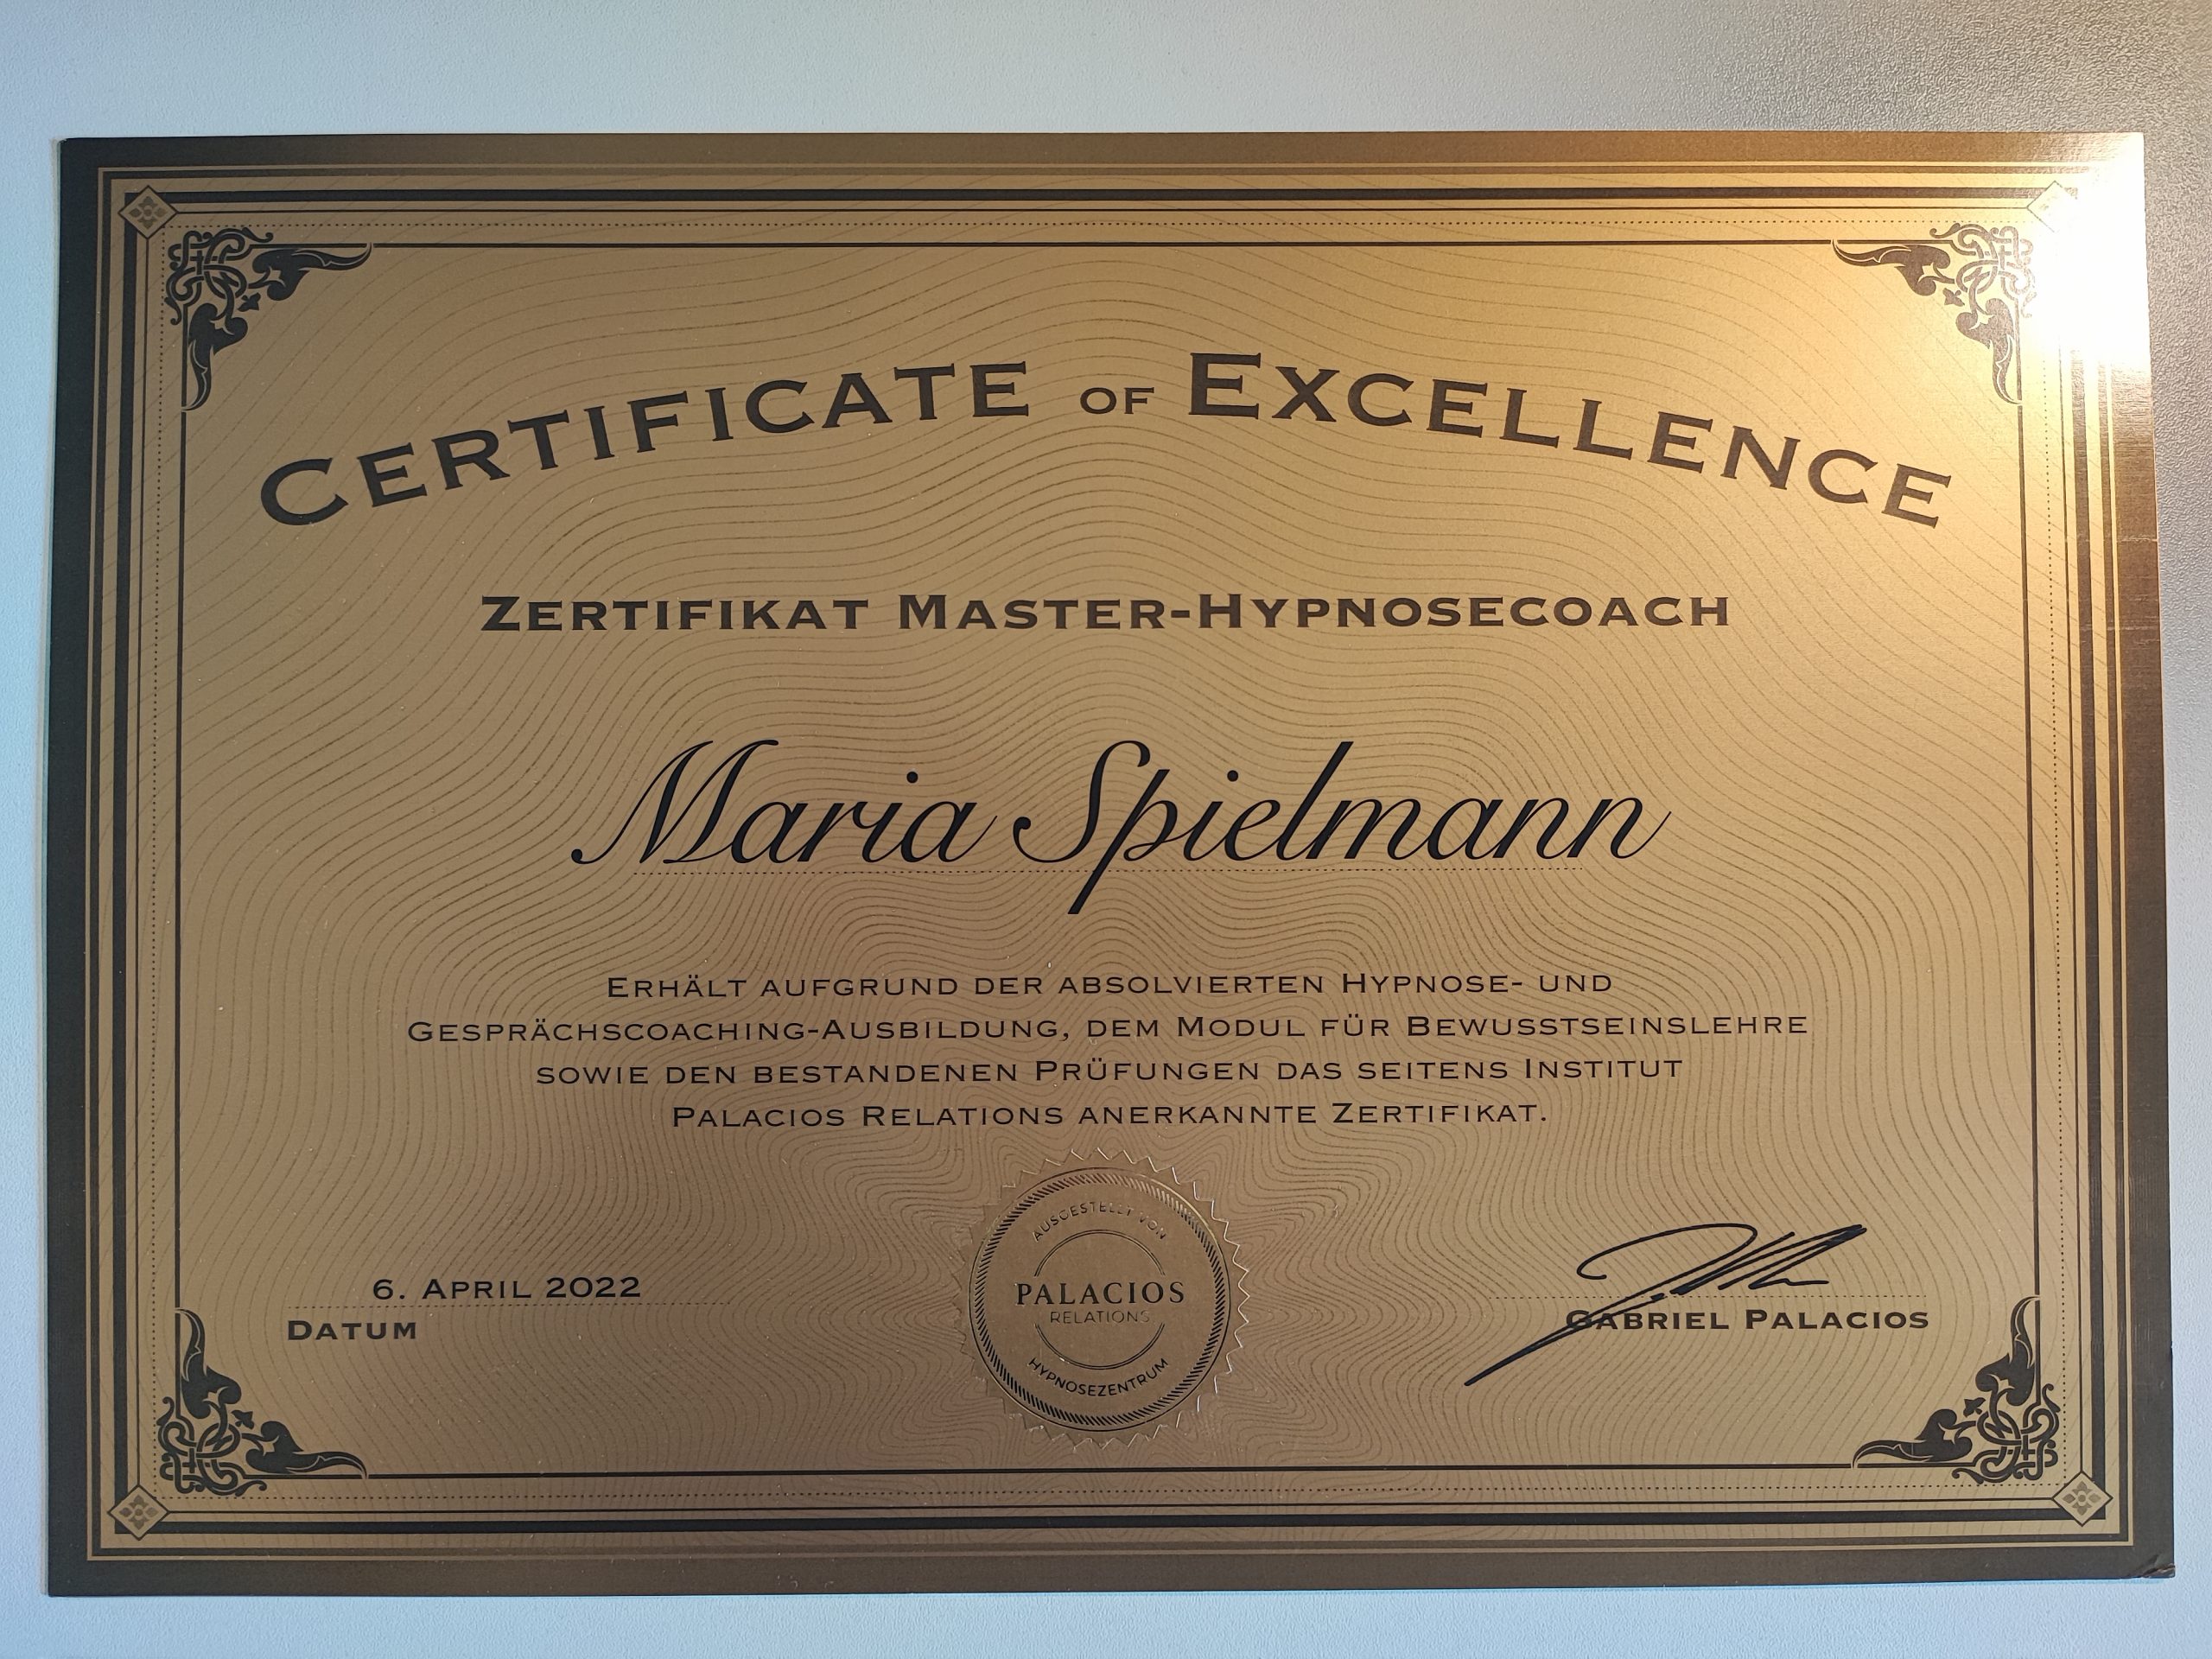 CERTIFICATE OF EXCELLENCE
ZERTIFIKAT MASTER-HYPNOSECOACH
Maria Spielmann
ERHÄLT AUFGRUND DER ABSOLVIERTEN HYPNOSE- UND
GESPRÄCHSCOACHING-AUSBILDUNG, DEM MODUL FÜR BEWUSSTSEINSLEHRE
SOWIE DEN BESTANDENEN PRÜFUNGEN DAS SEITENS INSTITUT
PALACIOS RELATIONS ANERKANNTE ZERTIFIKAT.
6. APRIL 2022
DATUM
AUSGESTELLT VON
PALACIOS
RELATIONS
HYPNOSEZENTRUM
GABRIEL PALACIOS